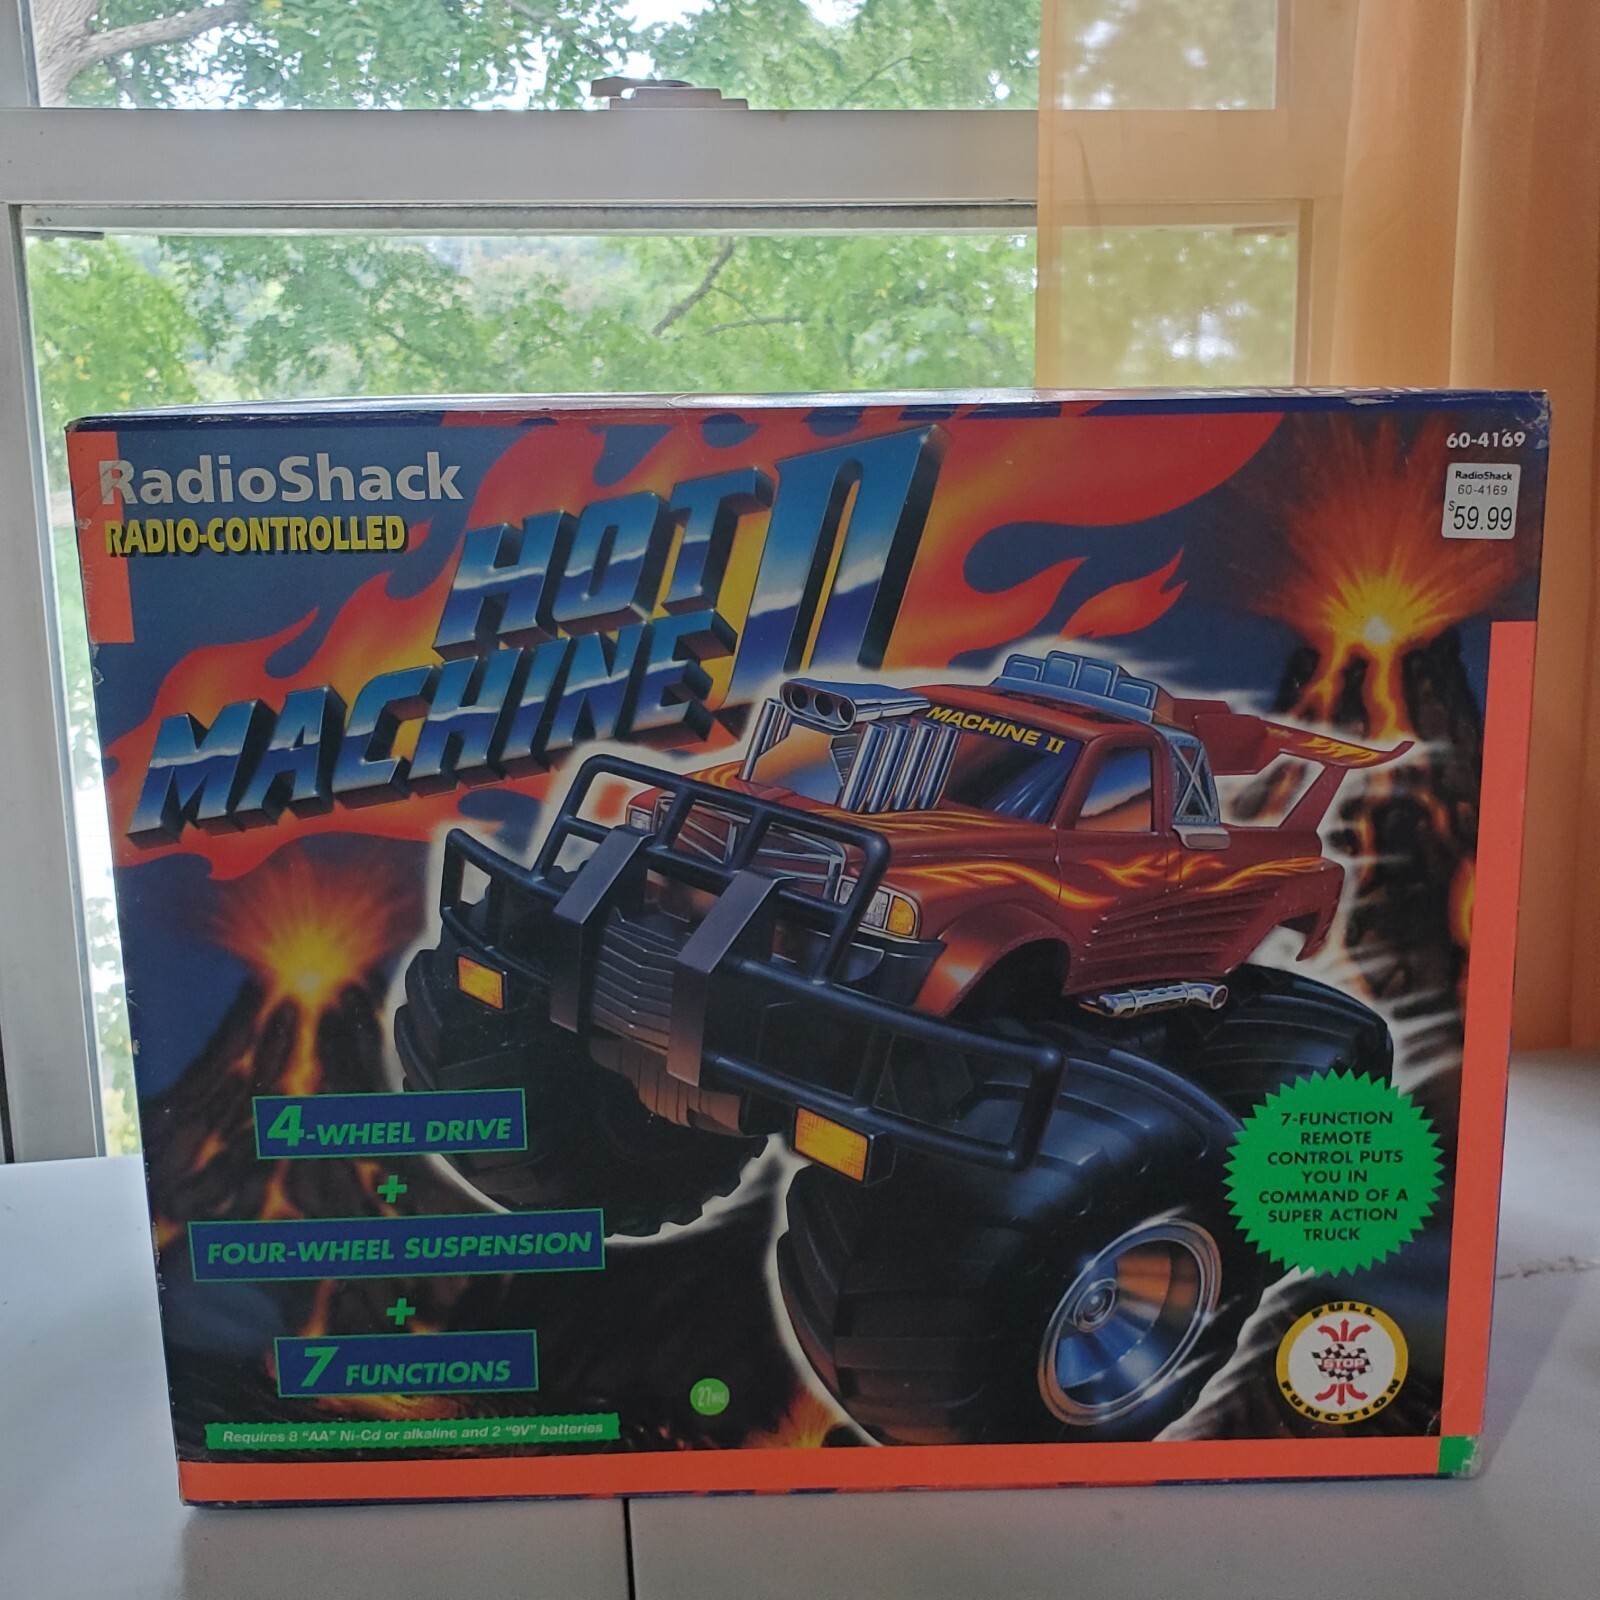 RadioShack
RADIO-CONTROLLED
HOT
MACHINE II
60-4169
RadioShack
60-4169
$59.99
MACHINE II
4-WHEEL DRIVE
+
FOUR-WHEEL SUSPENSION
+
7 FUNCTIONS
Requires 8 "AA" Ni-Cd or alkaline and 2 "9V" batteries
27MHz
7-FUNCTION
REMOTE
CONTROL PUTS
YOU IN
COMMAND OF A
SUPER ACTION
TRUCK
FULL
STOP
FUNCTION